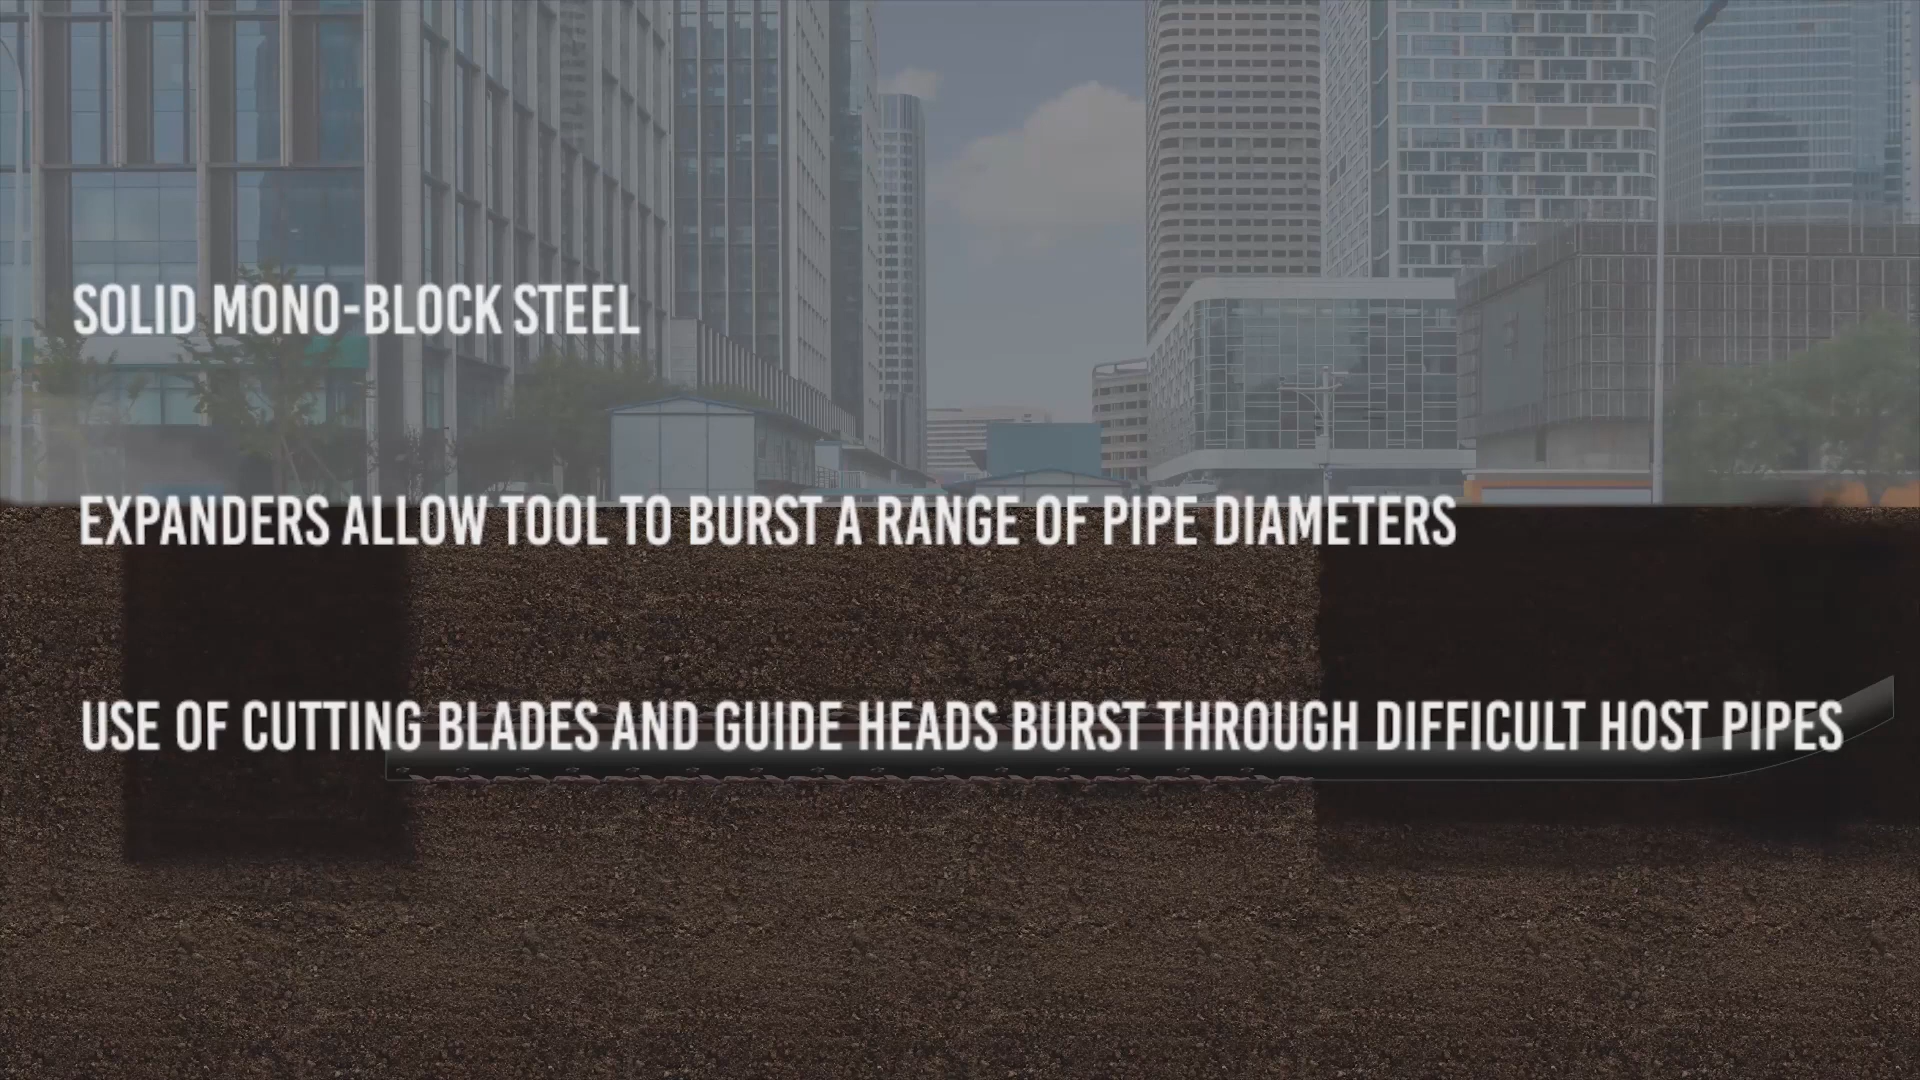 SOLID MONO-BLOCK STEEL
EXPANDERS ALLOW TOOL TO BURST A RANGE OF PIPE DIAMETERS
USE OF CUTTING BLADES AND GUIDE HEADS BURST THROUGH DIFFICULT HOST PIPES